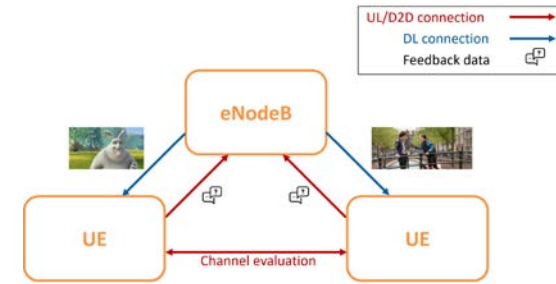 UL/D2D connection
DL connection
Feedback data
eNodeB
UE
UE
Channel evaluation